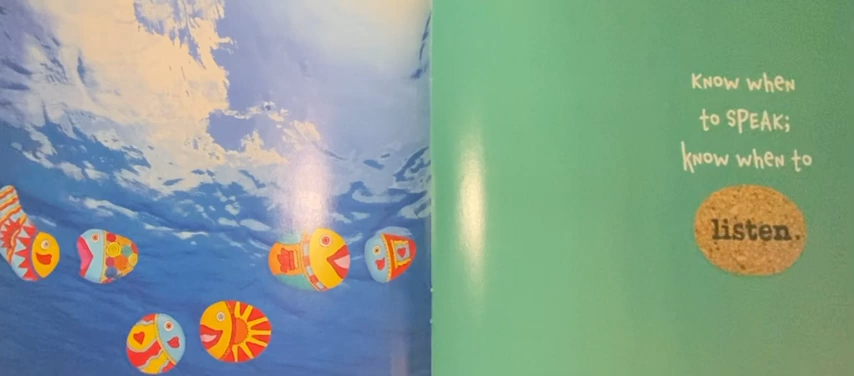 KNOW wheN
to SPEAK;
KNOW wheN to
listen.